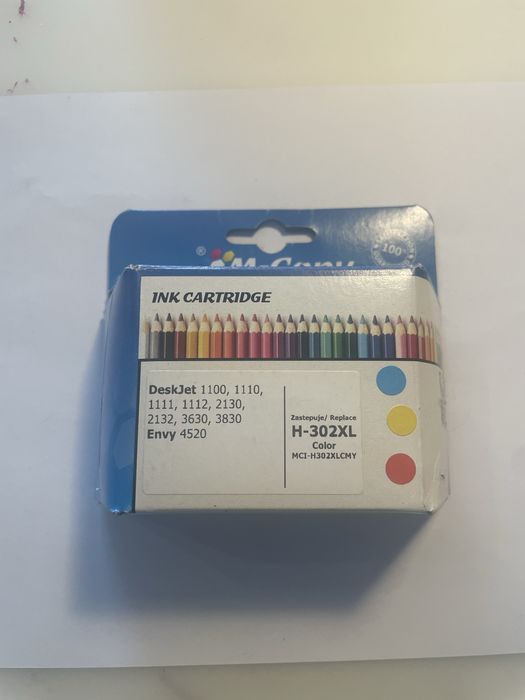 ®
100
INK CARTRIDGE
DeskJet 1100, 1110,
1111, 1112, 2130,
2132, 3630, 3830
Envy 4520
Zastepuje/ Replace
H-302XL
Color
MCI-H302XLCMY